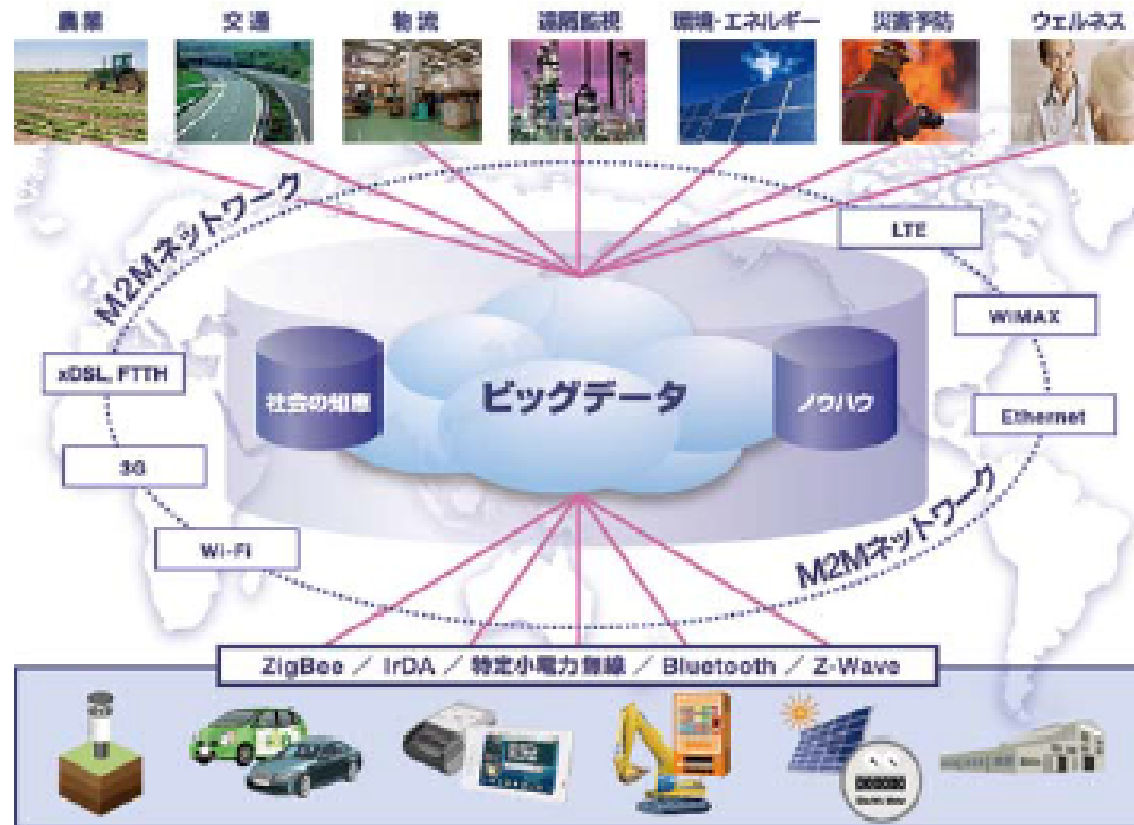 農業
交通
物流
遠隔監視
環境・エネルギー
災害予防
ウェルネス
M2Mネットワーク
LTE
WiMAX
xDSL, FTTH
社会の知恵
ビッグデータ
ノウハウ
Ethernet
3G
Wi-Fi
M2Mネットワーク
ZigBee / IrDA / 特定小電力無線 / Bluetooth / Z-Wave